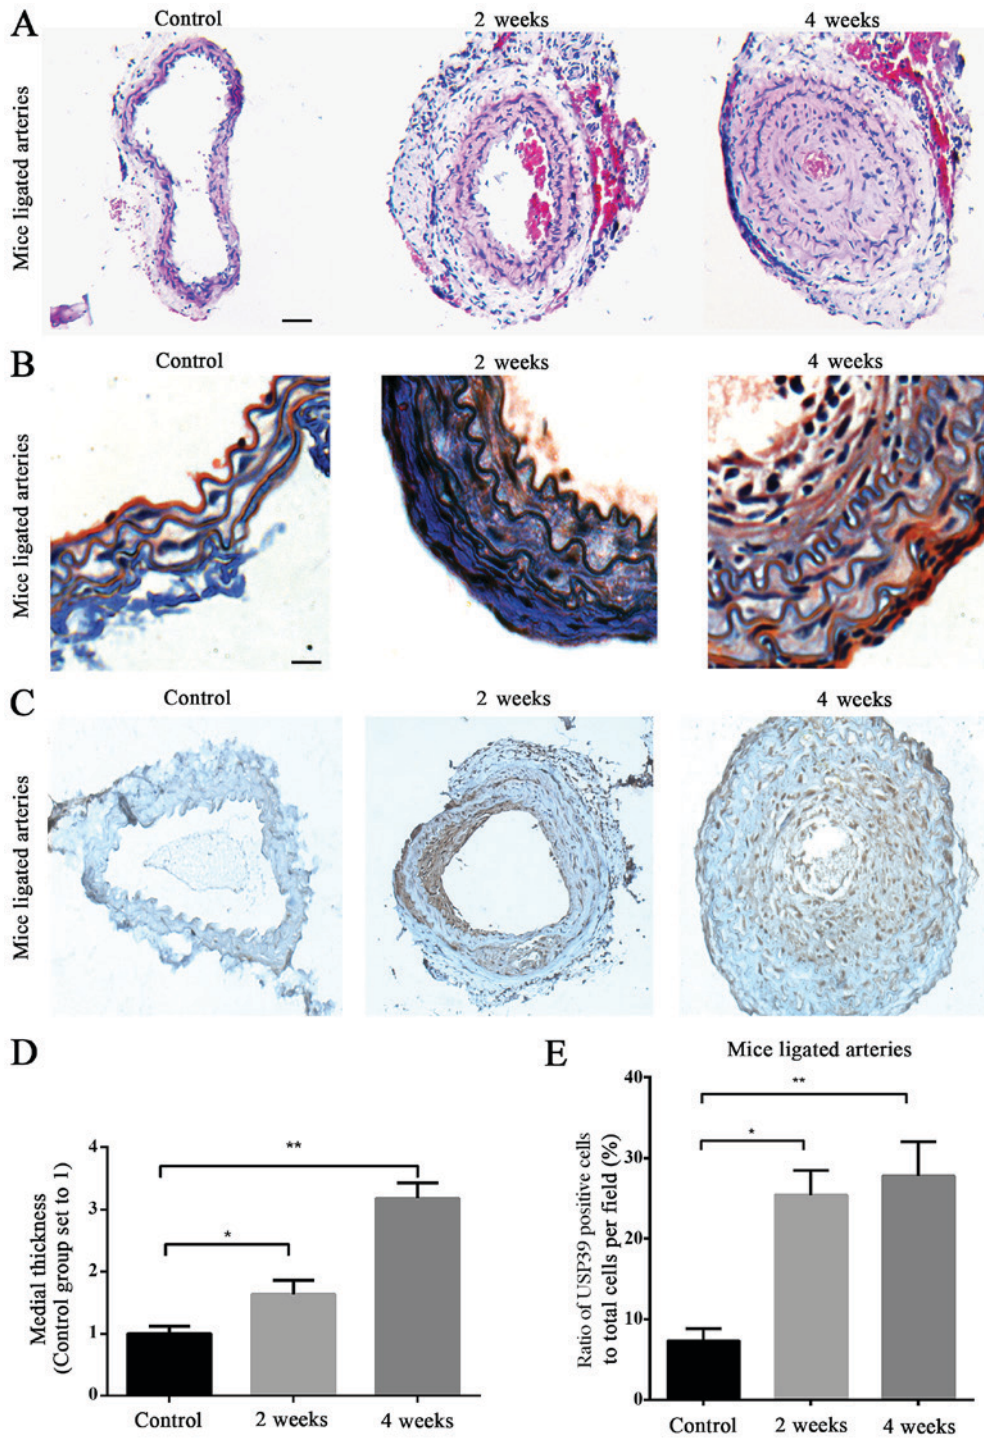 A
Control
2 weeks
4 weeks
Mice ligated arteries
B
Control
2 weeks
4 weeks
Mice ligated arteries
C
Control
2 weeks
4 weeks
Mice ligated arteries
D
Medial thickness
(Control group set to 1)
4
3
2
1
0
*
**
Control
2 weeks
4 weeks
E
Mice ligated arteries
Ratio of USP39 positive cells
to total cells per field (%)
40
30
20
10
0
*
**
Control
2 weeks
4 weeks